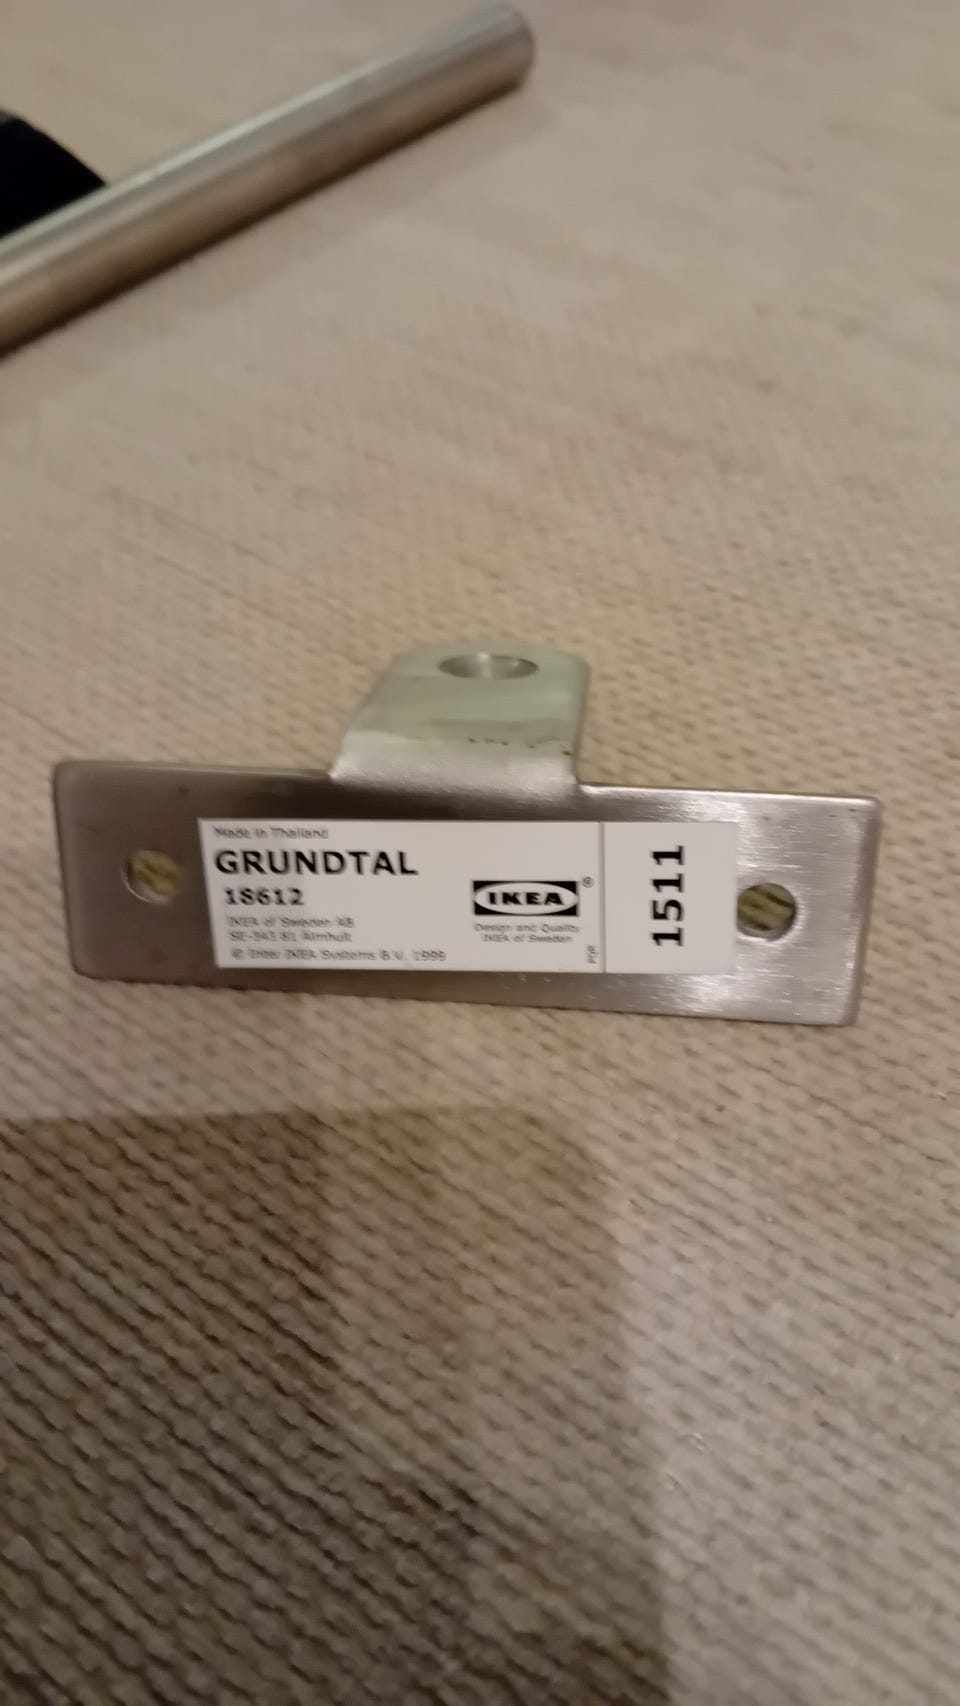 Made in Thailand
GRUNDTAL
18612
IKEA of Sweden AB
SE-343 81 Älmhult
© Inter IKEA Systems B.V. 1999
IKEA®
Design and Quality
IKEA of Sweden
1511